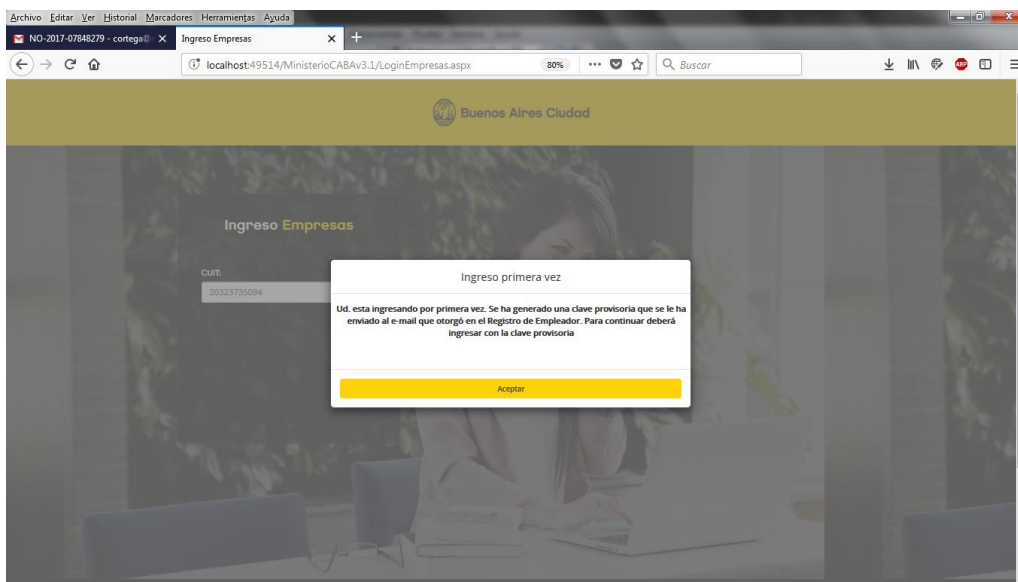 Archivo Editar Ver Historial Marcadores Herramientas Ayuda
NO-2017-07848279 - cortega@
Ingreso Empresas
localhost:49514/MinisterioCABAv3.1/LoginEmpresas.aspx
80%
Buscar
Buenos Aires Ciudad
Ingreso Empresas
CUIT:
20323735094
Ingreso primera vez
Ud. esta ingresando por primera vez. Se ha generado una clave provisoria que se le ha
enviado al e-mail que otorgó en el Registro de Empleador. Para continuar deberá
ingresar con la clave provisoria
Aceptar